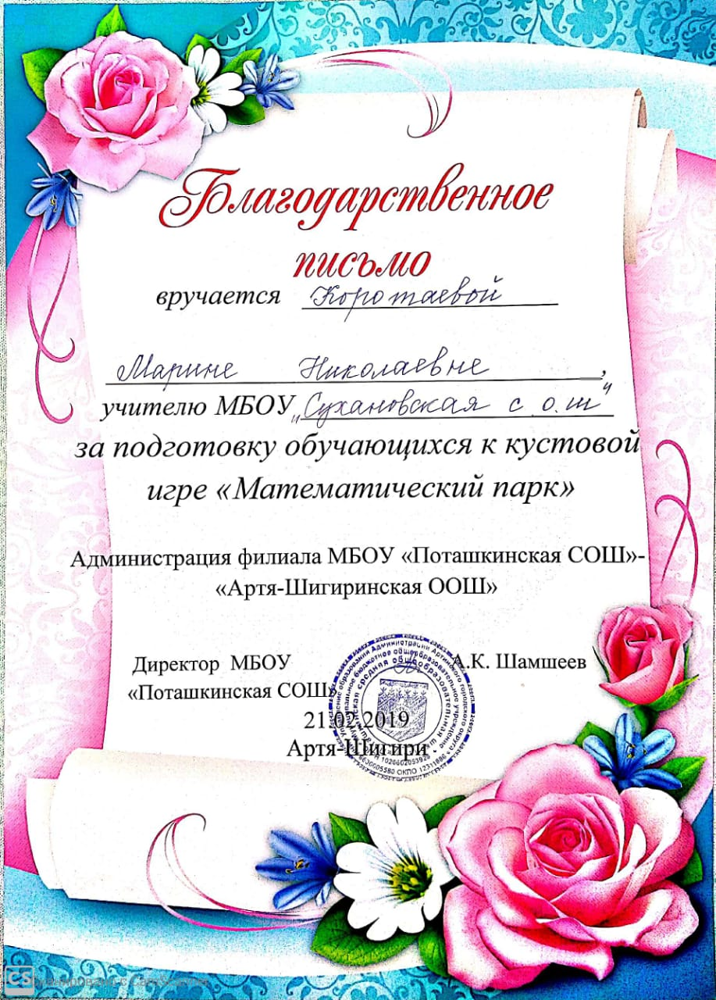 Благодарственное
письмо
вручается Коротаевой
Марине Николаевне,
учителю МБОУ „Сухановская с о.ш"
за подготовку обучающихся к кустовой
игре «Математический парк»
Администрация филиала МБОУ «Поташкинская СОШ»-
«Артя-Шигиринская ООШ»
Директор МБОУ А.К. Шамшеев
«Поташкинская СОШ»
21.02.2019
Артя-Шигири
CS